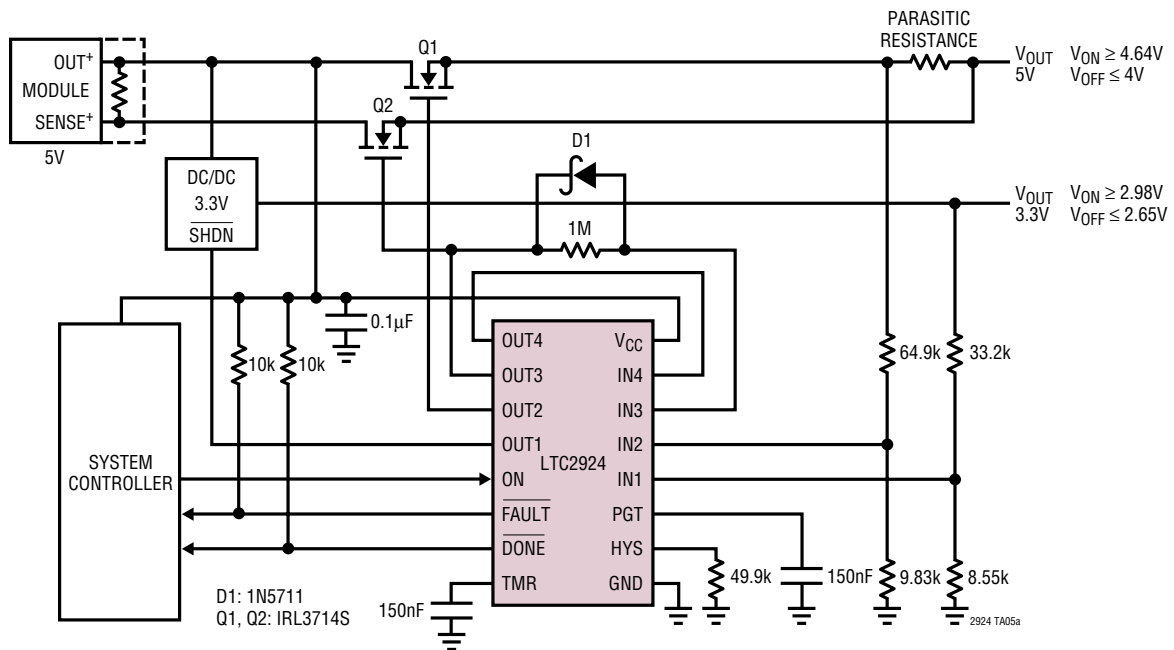 PARASITIC
RESISTANCE
Q1
OUT+
MODULE
SENSE+
5V
Q2
VOUT
5V
VON ≥ 4.64V
VOFF ≤ 4V
D1
DC/DC
3.3V
SHDN
1M
VOUT
3.3V
VON ≥ 2.98V
VOFF ≤ 2.65V
0.1µF
10k
10k
64.9k
33.2k
OUT4
OUT3
OUT2
OUT1
ON
FAULT
DONE
TMR
LTC2924
VCC
IN4
IN3
IN2
IN1
PGT
HYS
GND
SYSTEM
CONTROLLER
D1: 1N5711
Q1, Q2: IRL3714S
150nF
49.9k
150nF
9.83k
8.55k
2924 TA05a